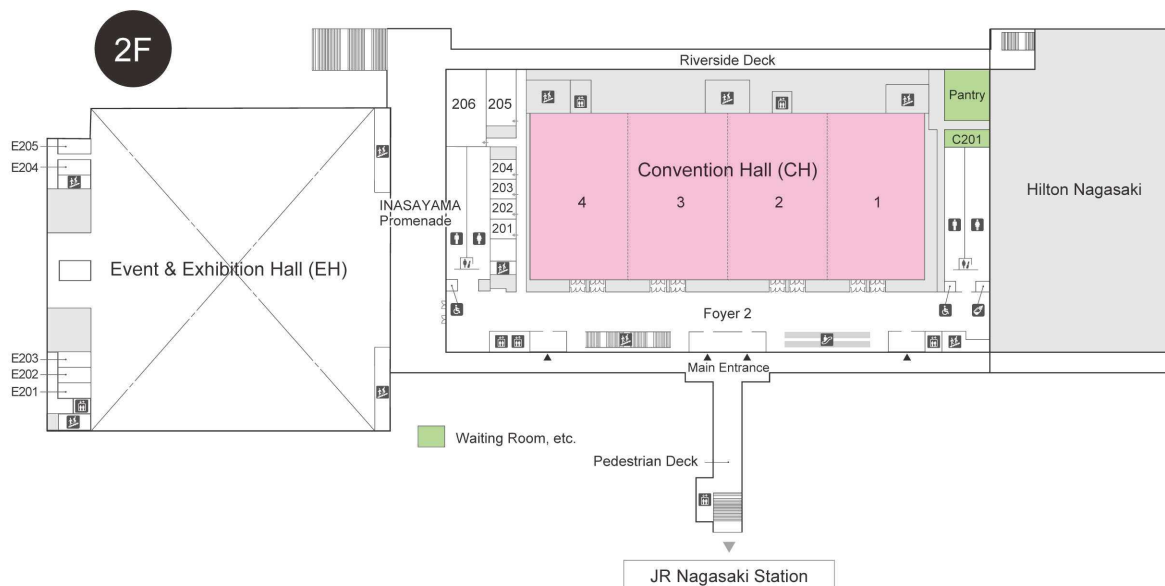 2F
Riverside Deck
206
205
Pantry
C201
E205
E204
204
203
202
201
Convention Hall (CH)
4
3
2
1
Hilton Nagasaki
INASAYAMA
Promenade
Event & Exhibition Hall (EH)
Foyer 2
E203
E202
E201
Main Entrance
Waiting Room, etc.
Pedestrian Deck
JR Nagasaki Station